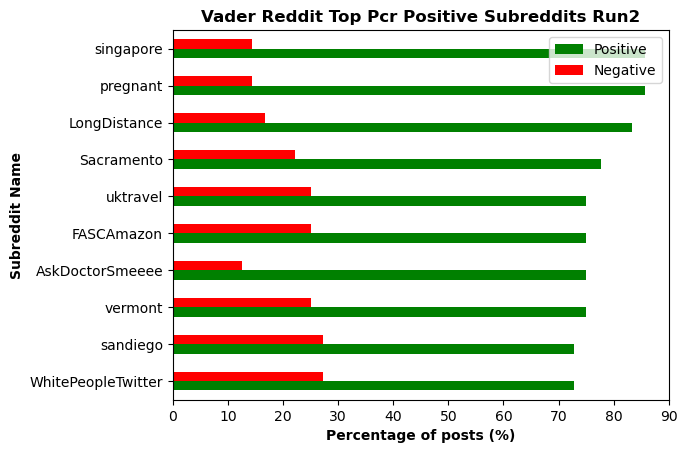 Vader Reddit Top Pcr Positive Subreddits Run2
Positive
Negative
Subreddit Name
singapore
pregnant
LongDistance
Sacramento
uktravel
FASCAmazon
AskDoctorSmeeee
vermont
sandiego
WhitePeopleTwitter
0 10 20 30 40 50 60 70 80 90
Percentage of posts (%)